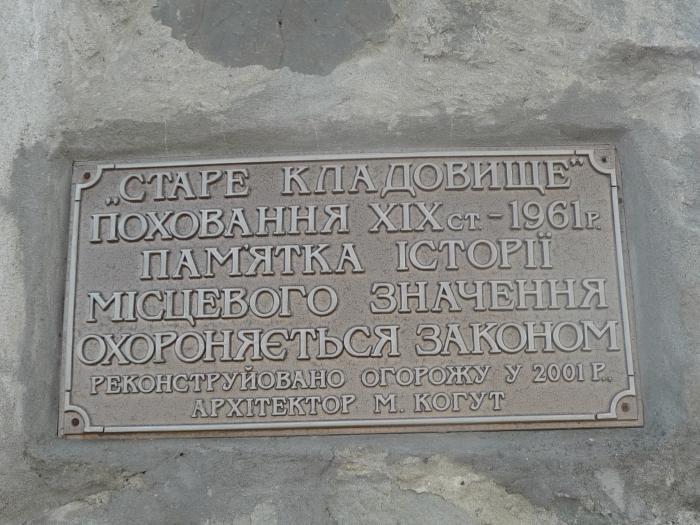 „СТАРЕ КЛАДОВИЩЕ“
ПОХОВАННЯ XIX СТ. - 1961 Р.
ПАМ'ЯТКА ІСТОРІЇ
МІСЦЕВОГО ЗНАЧЕННЯ
ОХОРОНЯЄТЬСЯ ЗАКОНОМ
РЕКОНСТРУЙОВАНО ОГОРОЖУ У 2001 Р.,
АРХІТЕКТОР М. КОГУТ